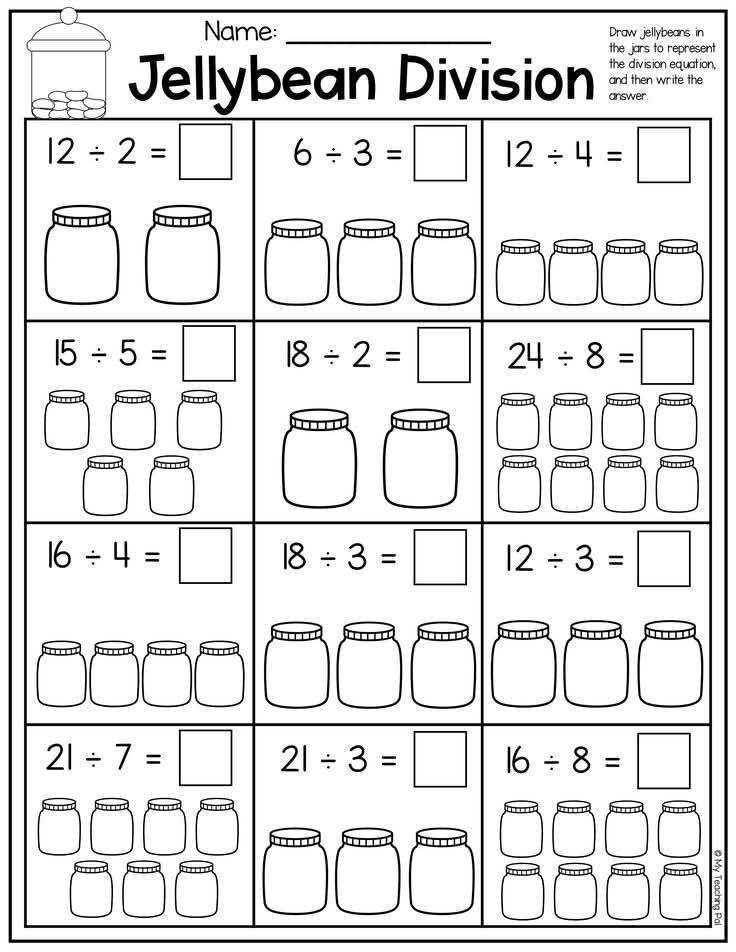 Name:
Jellybean Division
Draw jellybeans in
the jars to represent
the division equation,
and then write the
answer.
12 ÷ 2 =
6 ÷ 3 =
12 ÷ 4 =
15 ÷ 5 =
18 ÷ 2 =
24 ÷ 8 =
16 ÷ 4 =
18 ÷ 3 =
12 ÷ 3 =
21 ÷ 7 =
21 ÷ 3 =
16 ÷ 8 =
© My Teaching Pal